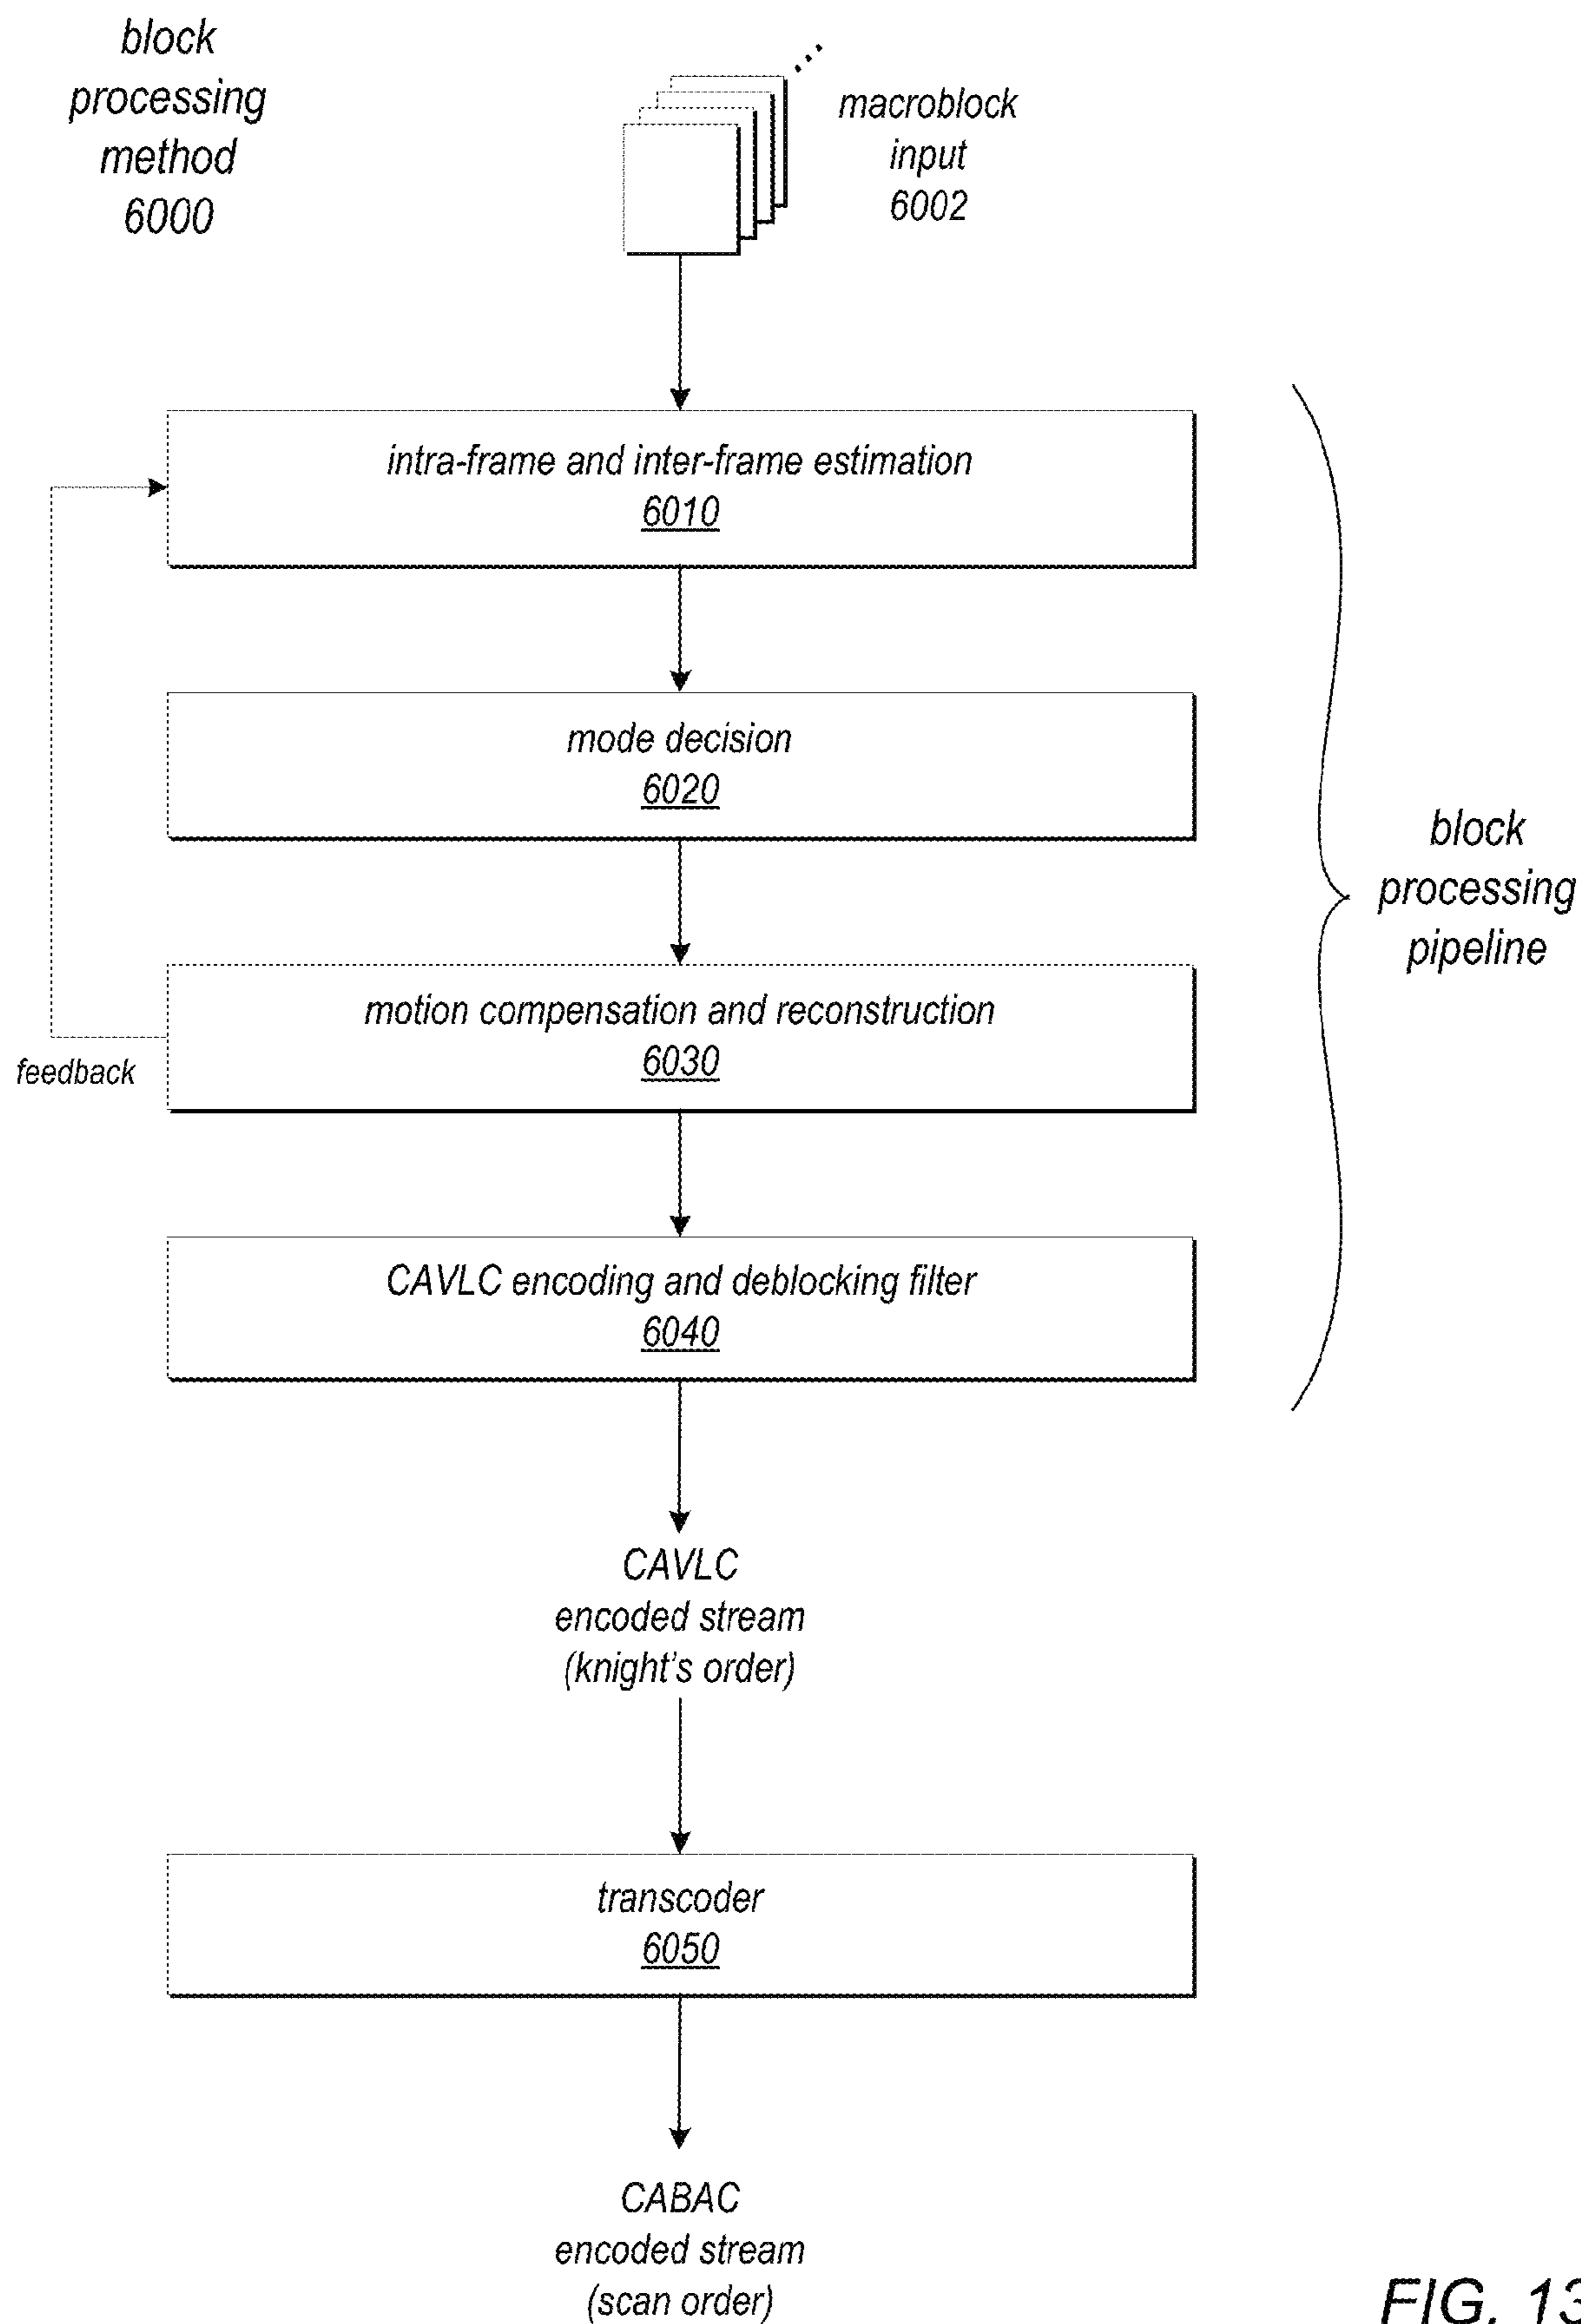 block
processing
method
6000
macroblock
input
6002
intra-frame and inter-frame estimation
6010
mode decision
6020
block
processing
pipeline
motion compensation and reconstruction
6030
feedback
CAVLC encoding and deblocking filter
6040
CAVLC
encoded stream
(knight's order)
transcoder
6050
CABAC
encoded stream
(scan order)
FIG. 13